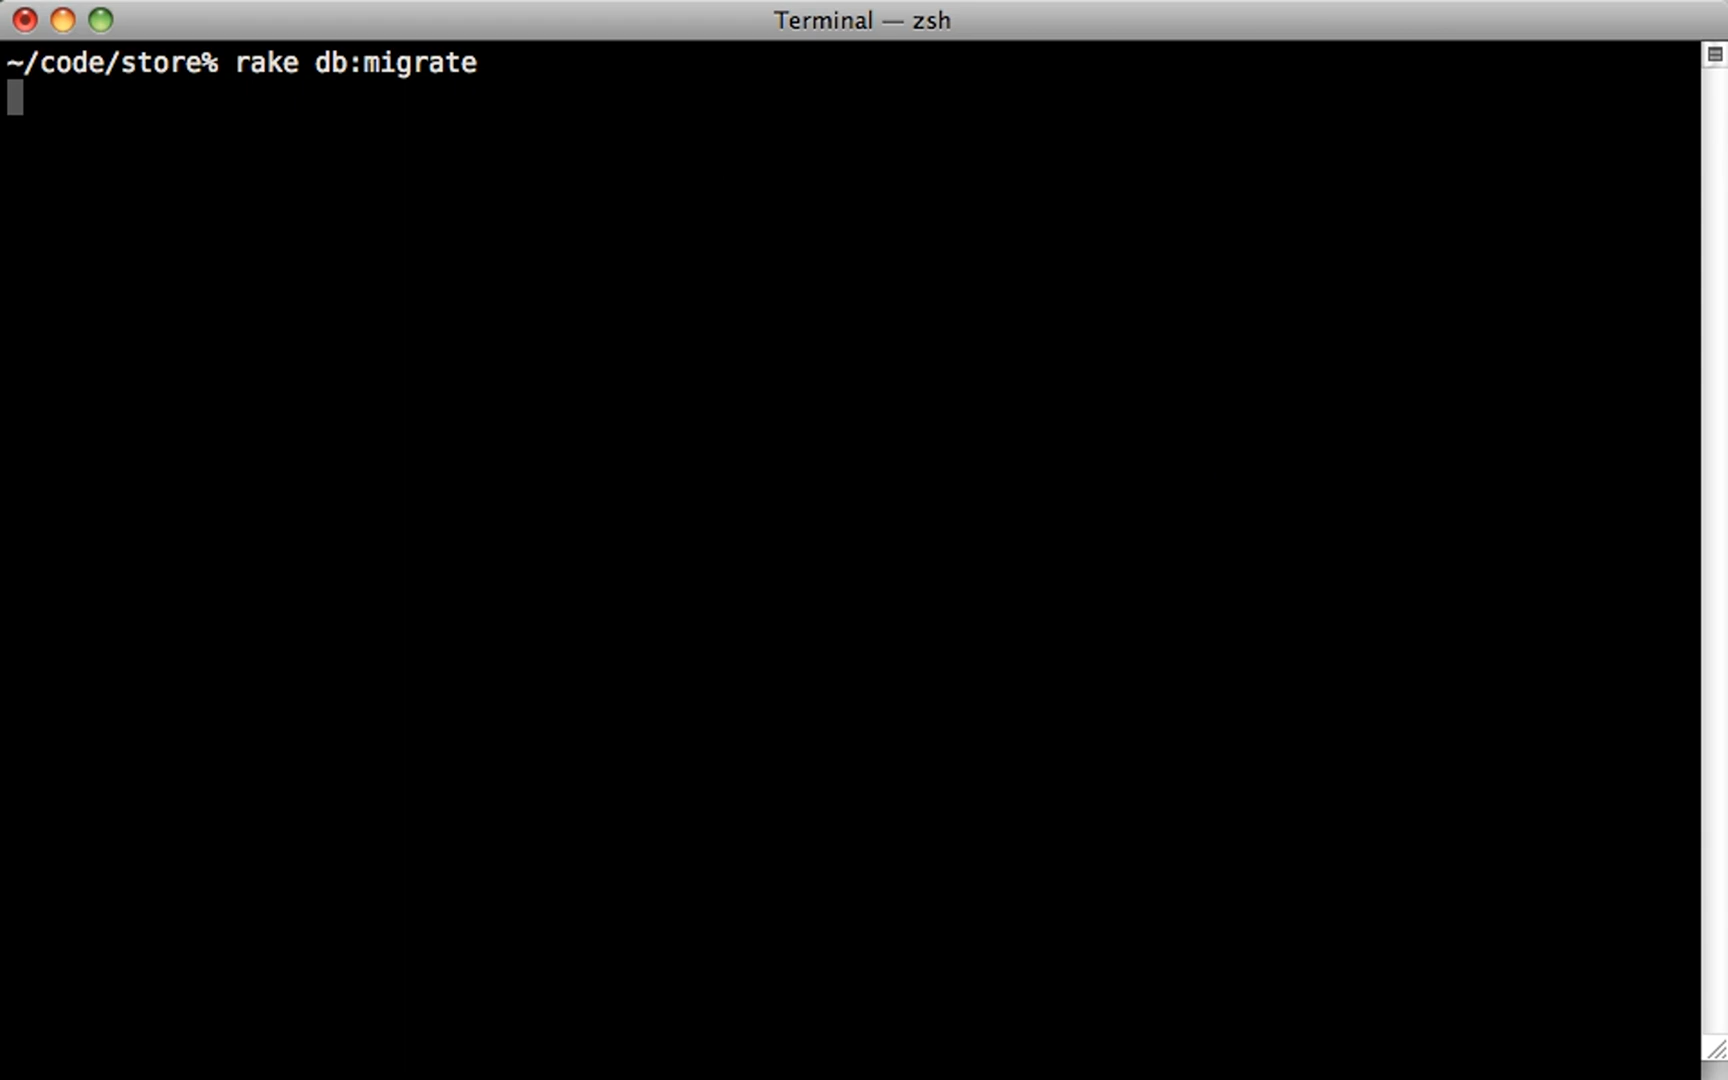 Terminal — zsh
~/code/store% rake db:migrate